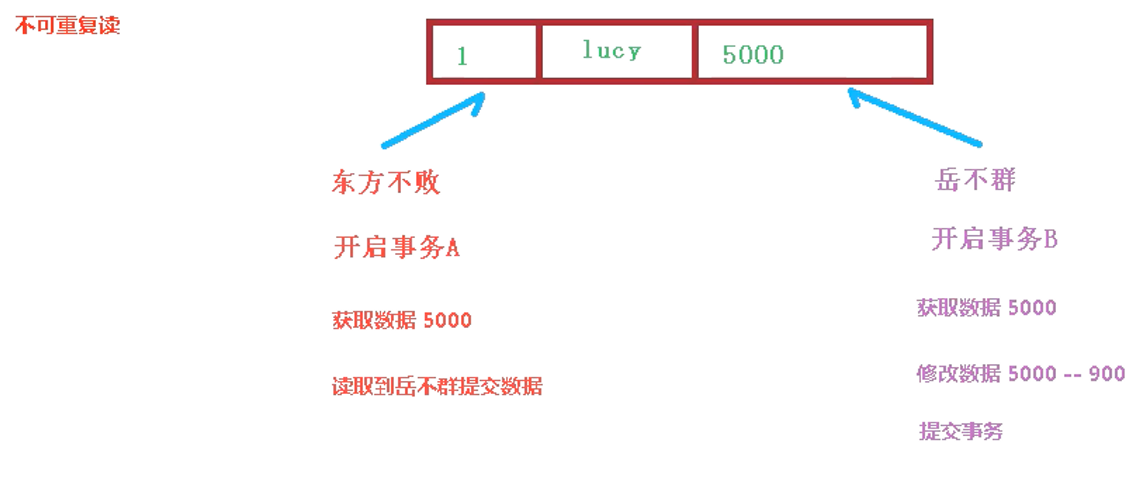 不可重复读
1 lucy 5000
东方不败
开启事务A
获取数据 5000
读取到岳不群提交数据
岳不群
开启事务B
获取数据 5000
修改数据 5000 -- 900
提交事务